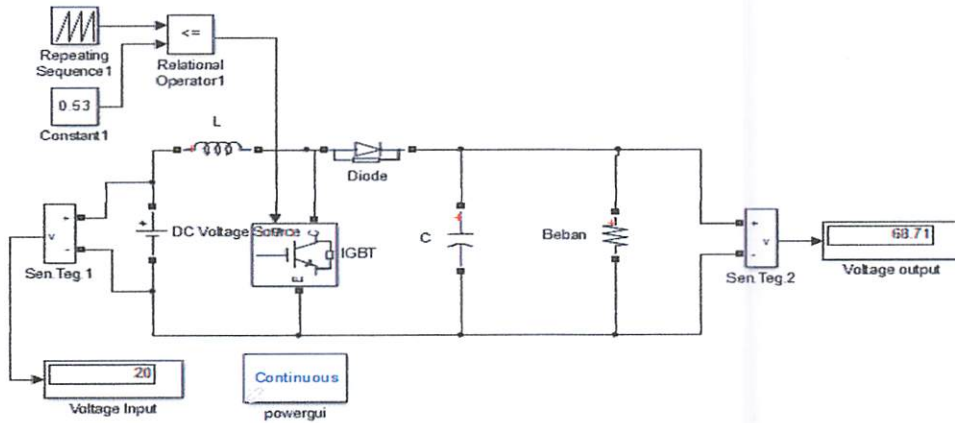 <=
Repeating
Sequence1
Relational
Operator1
0.53
Constant1
L
Diode
+
v
-
Sen.Teg.1
+
DC Voltage Source
g
C
E
IGBT
+
C
Beban
+
+
v
-
Sen.Teg.2
68.71
Voltage output
20
Voltage Input
Continuous
powergui